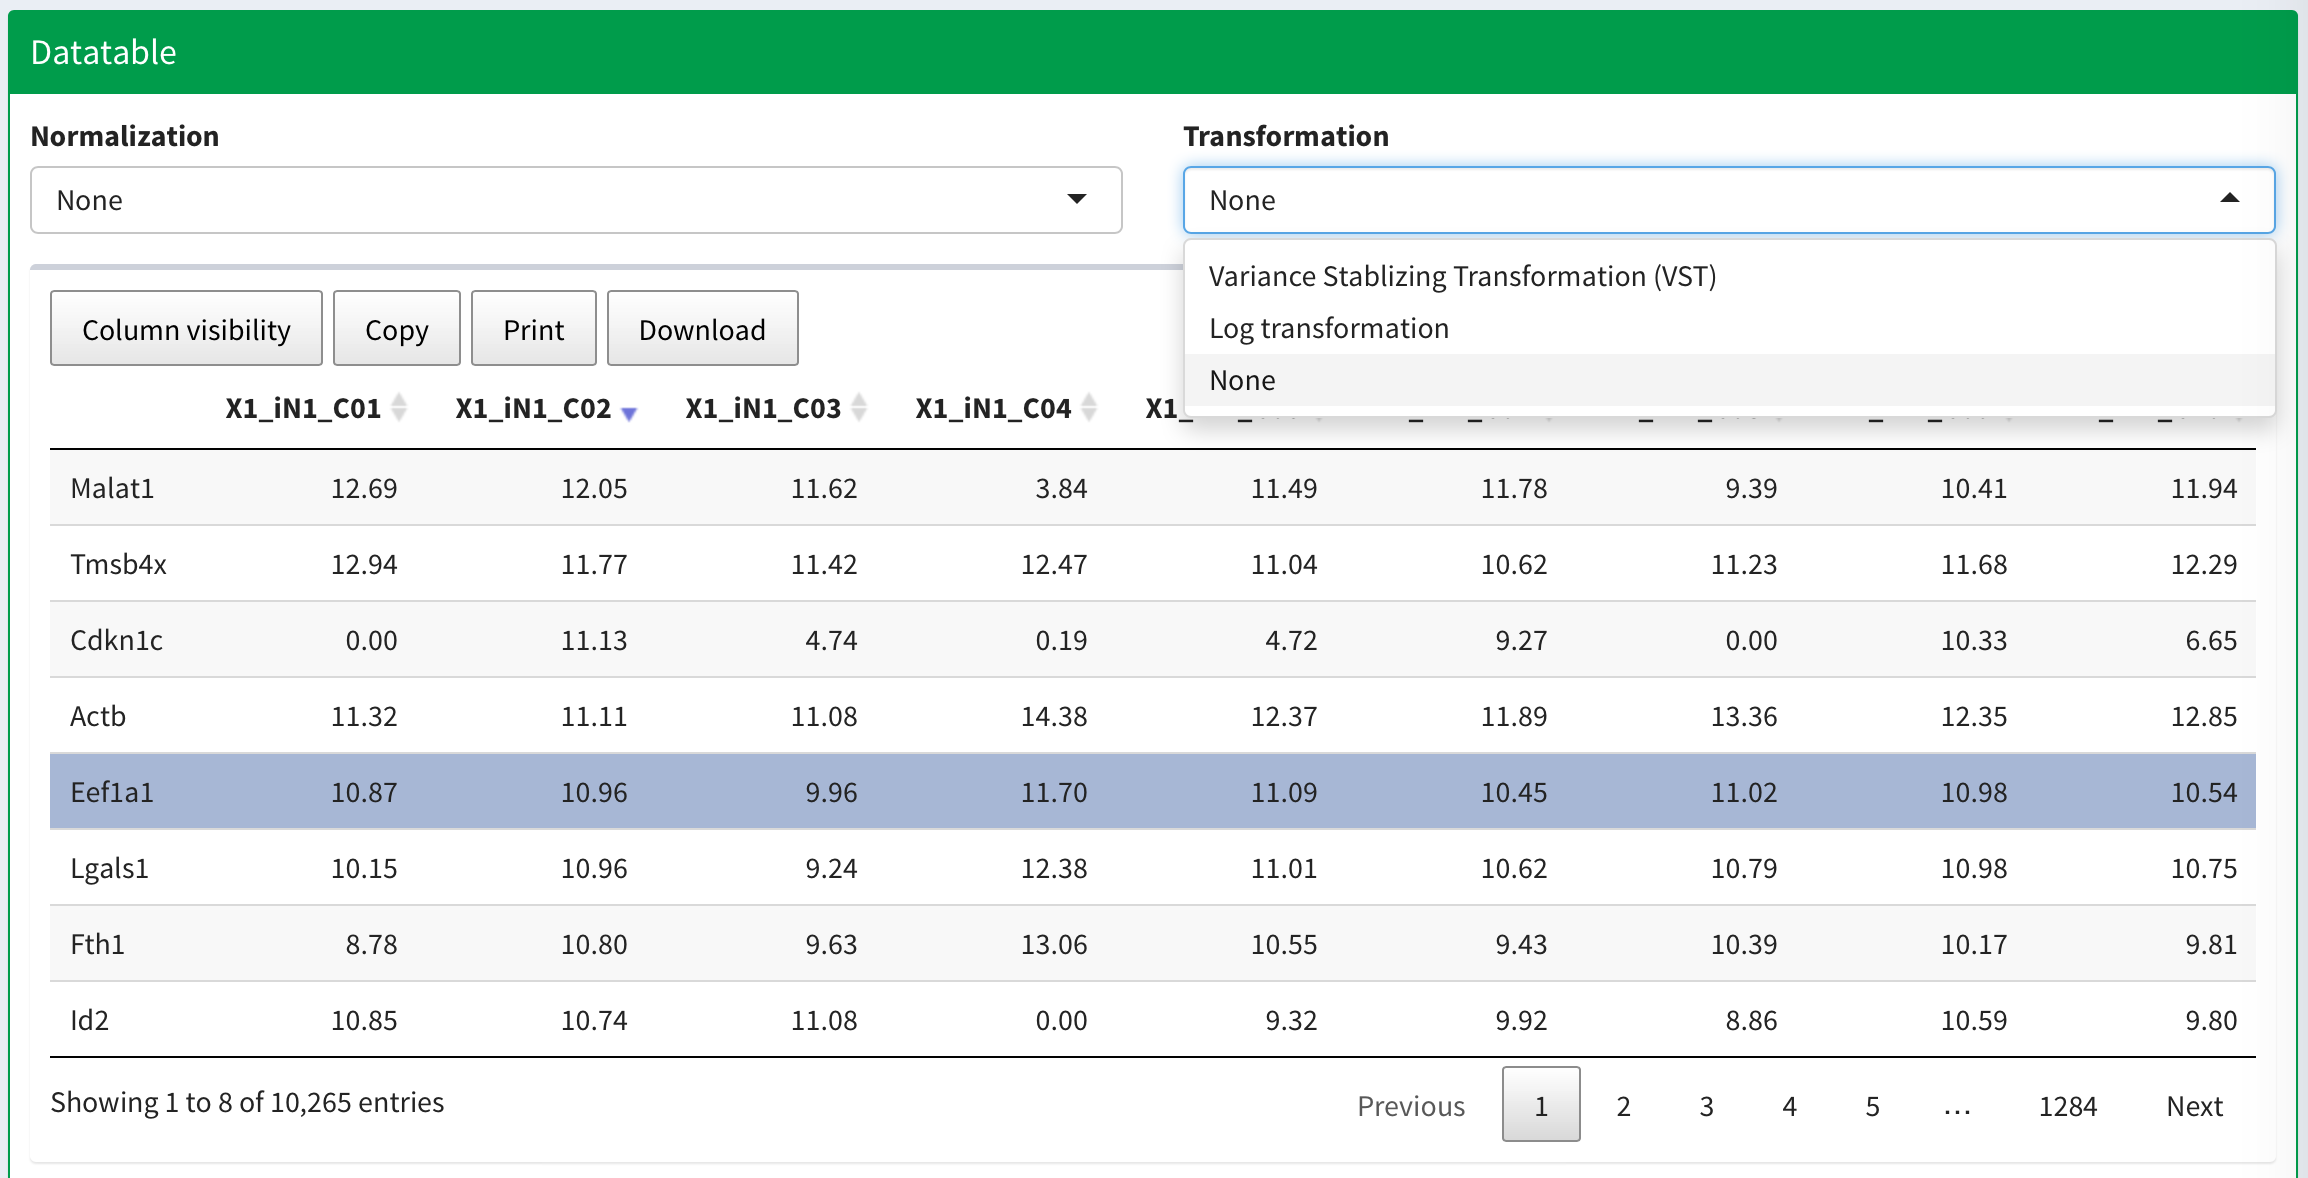 Datatable
Normalization Transformation
None None
Variance Stablizing Transformation (VST)
Log transformation
None
Column visibility Copy Print Download
X1_iN1_C01 X1_iN1_C02 X1_iN1_C03 X1_iN1_C04
Malat1 12.69 12.05 11.62 3.84 11.49 11.78 9.39 10.41 11.94
Tmsb4x 12.94 11.77 11.42 12.47 11.04 10.62 11.23 11.68 12.29
Cdkn1c 0.00 11.13 4.74 0.19 4.72 9.27 0.00 10.33 6.65
Actb 11.32 11.11 11.08 14.38 12.37 11.89 13.36 12.35 12.85
Eef1a1 10.87 10.96 9.96 11.70 11.09 10.45 11.02 10.98 10.54
Lgals1 10.15 10.96 9.24 12.38 11.01 10.62 10.79 10.98 10.75
Fth1 8.78 10.80 9.63 13.06 10.55 9.43 10.39 10.17 9.81
Id2 10.85 10.74 11.08 0.00 9.32 9.92 8.86 10.59 9.80
Showing 1 to 8 of 10,265 entries Previous 1 2 3 4 5 ... 1284 Next